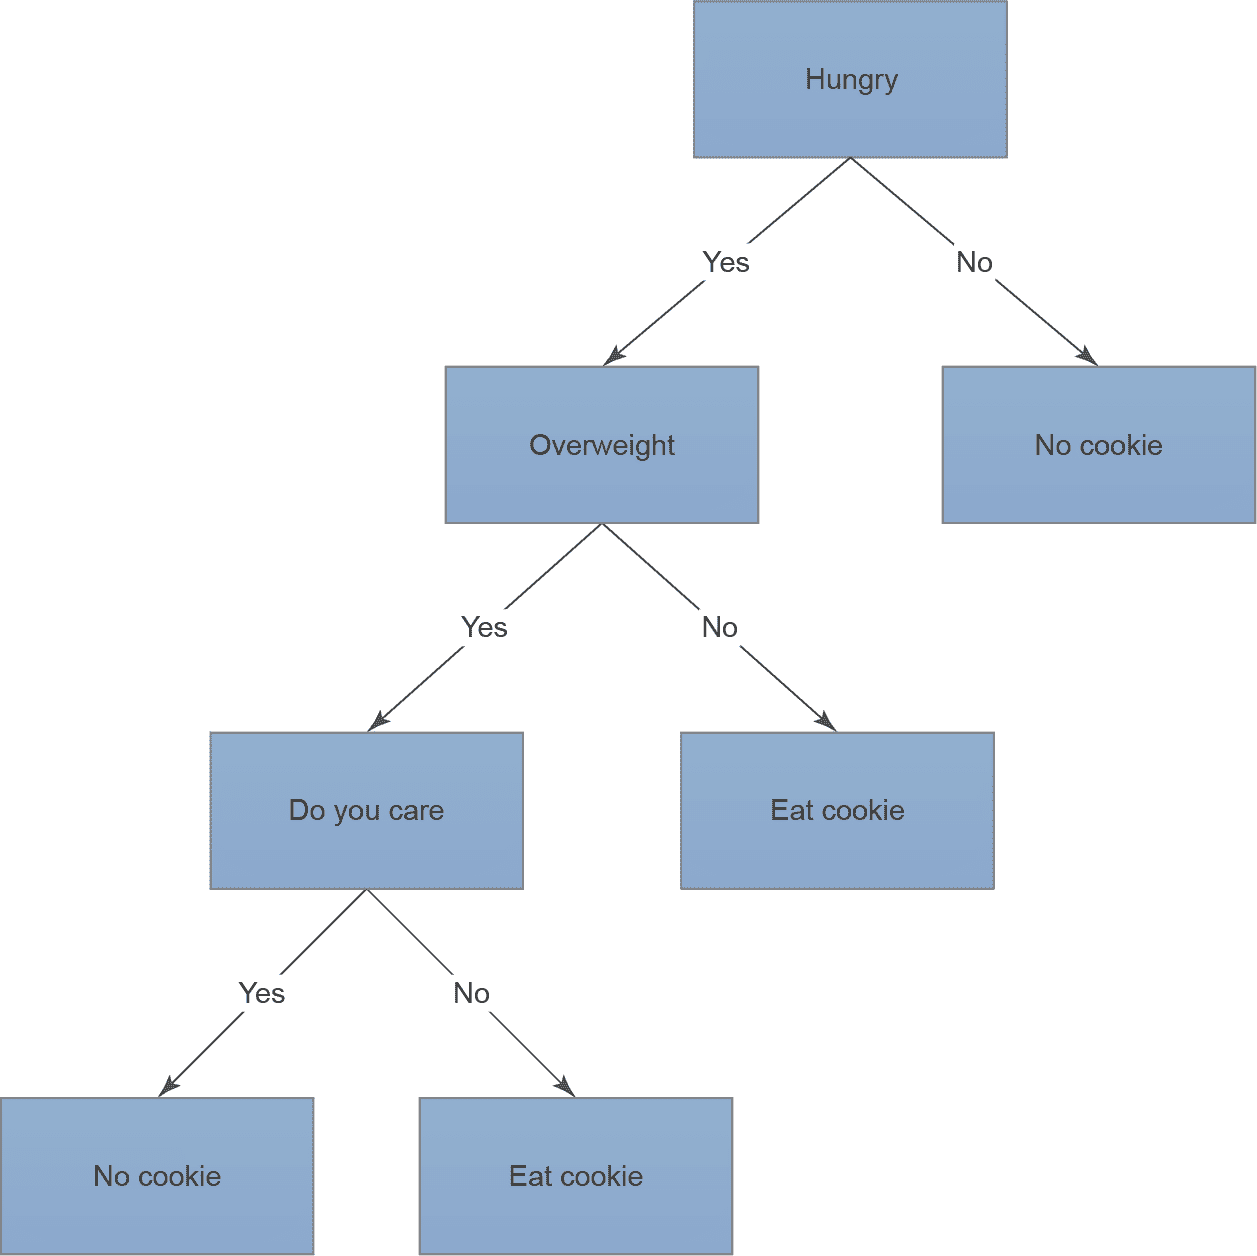 Hungry
Yes
No
Overweight
No cookie
Yes
No
Do you care
Eat cookie
Yes
No
No cookie
Eat cookie